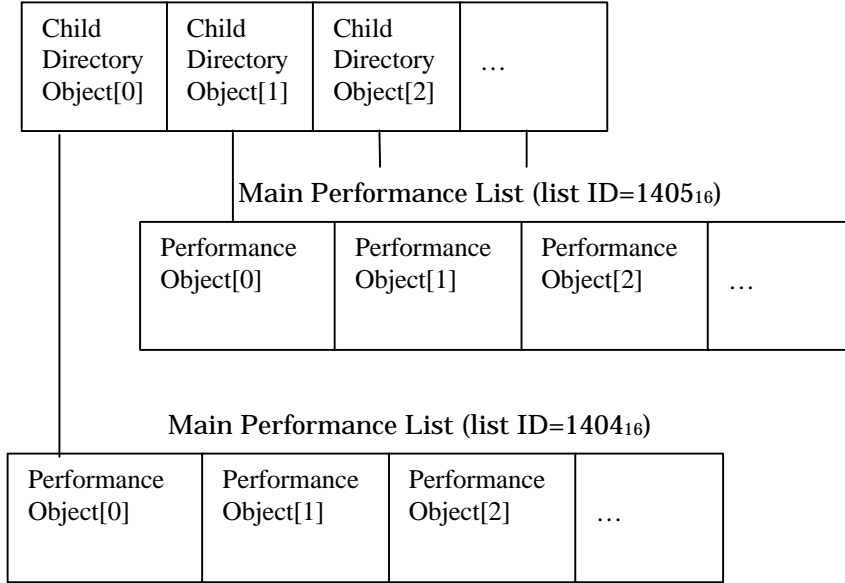 Child
Directory
Object[0]
Child
Directory
Object[1]
Child
Directory
Object[2]
…
Main Performance List (list ID=1405₁₆)
Performance
Object[0]
Performance
Object[1]
Performance
Object[2]
…
Main Performance List (list ID=1404₁₆)
Performance
Object[0]
Performance
Object[1]
Performance
Object[2]
…